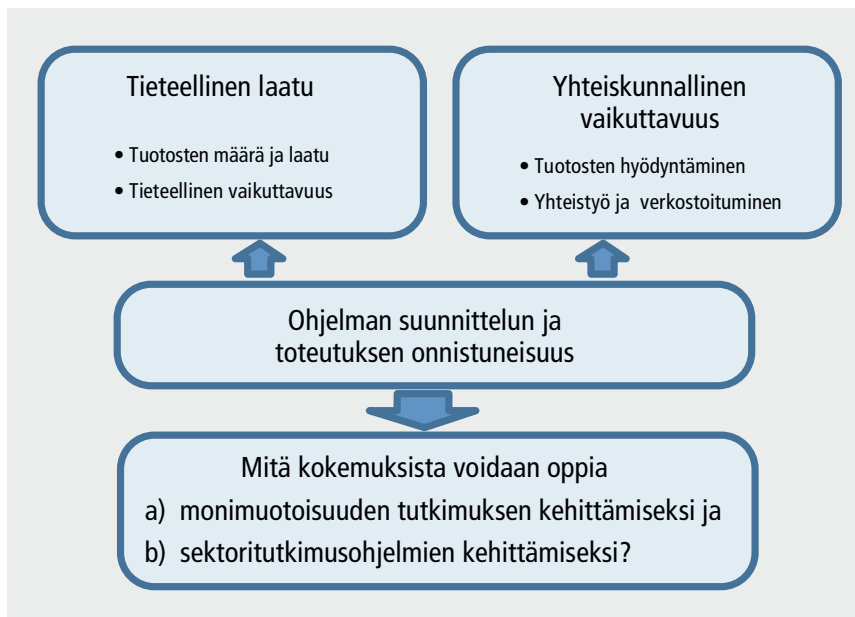 Tieteellinen laatu
• Tuotosten määrä ja laatu
• Tieteellinen vaikuttavuus
Yhteiskunnallinen
vaikuttavuus
• Tuotosten hyödyntäminen
• Yhteistyö ja verkostoituminen
Ohjelman suunnittelun ja
toteutuksen onnistuneisuus
Mitä kokemuksista voidaan oppia
a) monimuotoisuuden tutkimuksen kehittämiseksi ja
b) sektoritutkimusohjelmien kehittämiseksi?